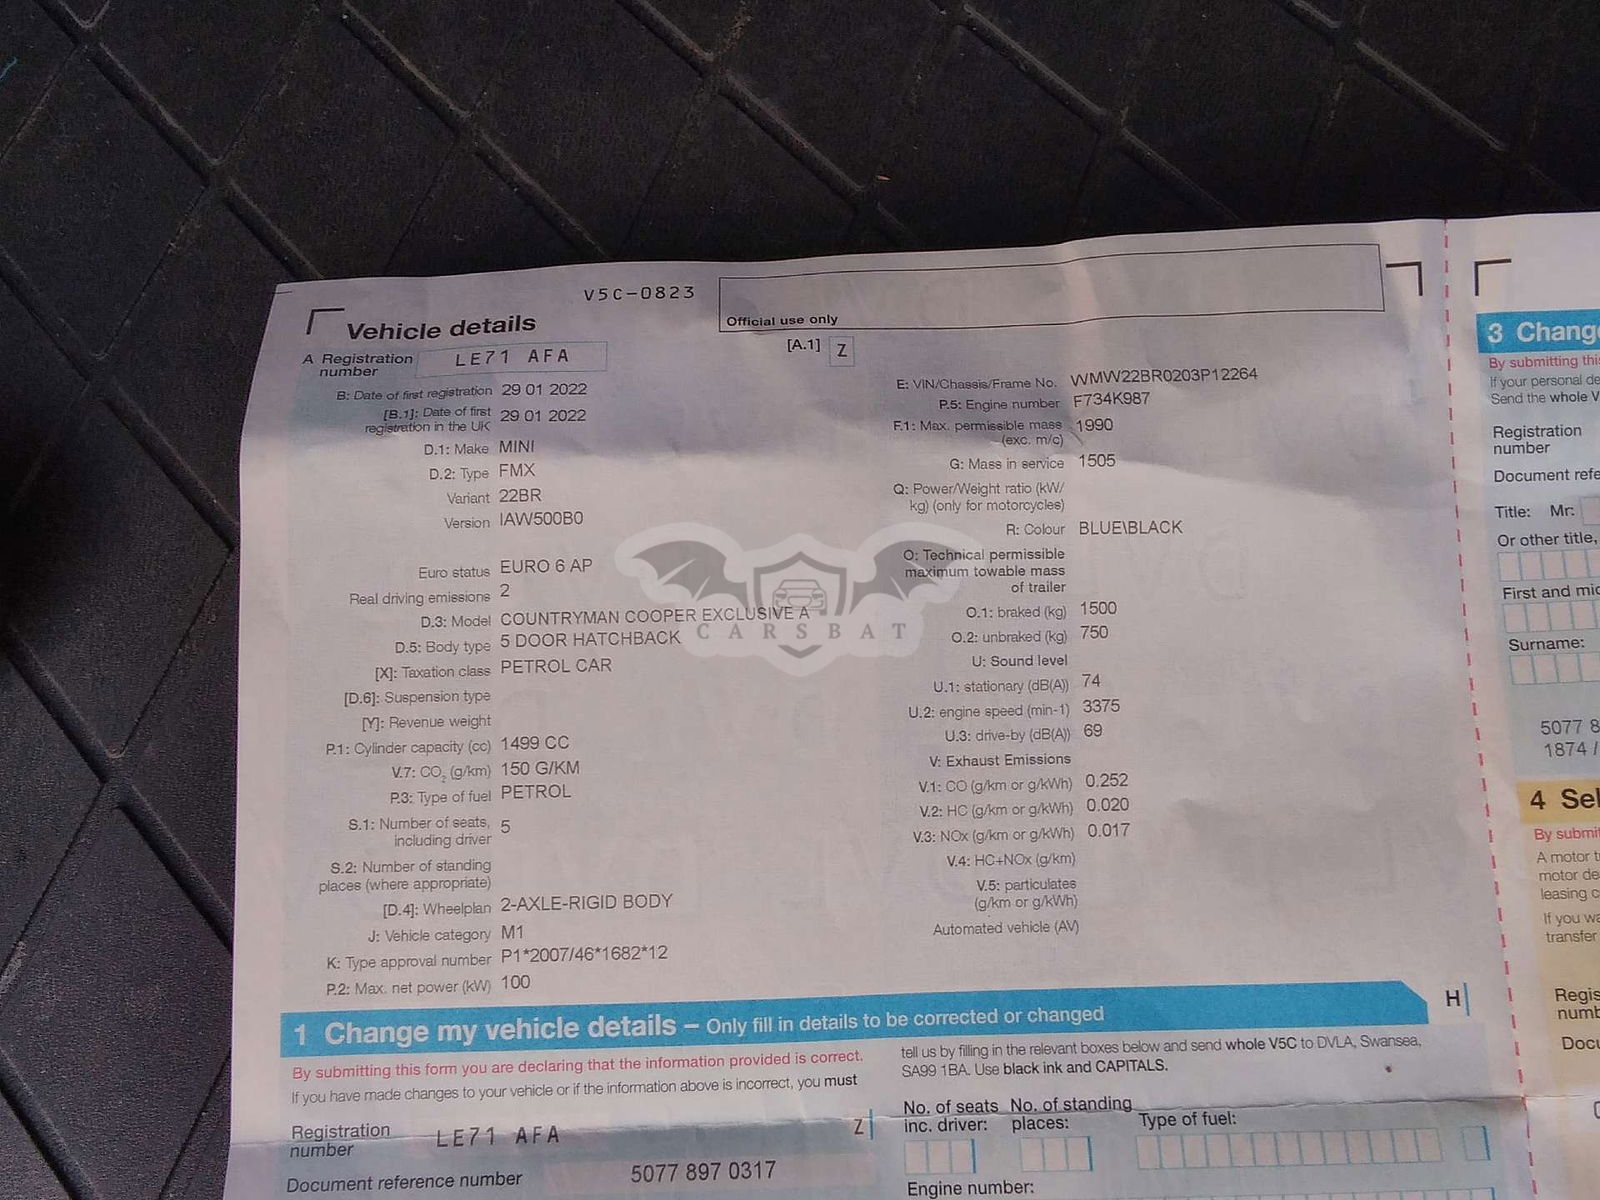 V5C-0823
Official use only
Vehicle details
[A.1] Z
A Registration number LE71 AFA
B: Date of first registration 29 01 2022
[B.1]: Date of first registration in the UK 29 01 2022
D.1: Make MINI
D.2: Type FMX
Variant 22BR
Version IAW500B0
Euro status EURO 6 AP
Real driving emissions 2
D.3: Model COUNTRYMAN COOPER EXCLUSIVE A
D.5: Body type 5 DOOR HATCHBACK
[X]: Taxation class PETROL CAR
[D.6]: Suspension type
[Y]: Revenue weight
P.1: Cylinder capacity (cc) 1499 CC
V.7: CO2 (g/km) 150 G/KM
P.3: Type of fuel PETROL
S.1: Number of seats, including driver 5
S.2: Number of standing places (where appropriate)
[D.4]: Wheelplan 2-AXLE-RIGID BODY
J: Vehicle category M1
K: Type approval number P1*2007/46*1682*12
P.2: Max. net power (kW) 100
E: VIN/Chassis/Frame No. WMW22BR0203P12264
P.5: Engine number F734K987
F.1: Max. permissible mass (exc. m/c) 1990
G: Mass in service 1505
Q: Power/Weight ratio (kW/kg) (only for motorcycles)
R: Colour BLUE\BLACK
O: Technical permissible maximum towable mass of trailer
O.1: braked (kg) 1500
O.2: unbraked (kg) 750
U: Sound level
U.1: stationary (dB(A)) 74
U.2: engine speed (min-1) 3375
U.3: drive-by (dB(A)) 69
V: Exhaust Emissions
V.1: CO (g/km or g/kWh) 0.252
V.2: HC (g/km or g/kWh) 0.020
V.3: NOx (g/km or g/kWh) 0.017
V.4: HC+NOx (g/km)
V.5: particulates (g/km or g/kWh)
Automated vehicle (AV)
CARSBAT
1 Change my vehicle details – Only fill in details to be corrected or changed
H
By submitting this form you are declaring that the information provided is correct.
If you have made changes to your vehicle or if the information above is incorrect, you must
tell us by filling in the relevant boxes below and send whole V5C to DVLA, Swansea,
SA99 1BA. Use black ink and CAPITALS.
Registration number LE71 AFA
Z
Document reference number 5077 897 0317
No. of seats inc. driver:
No. of standing places:
Type of fuel:
Engine number:
3 Change
By submitting this
If your personal
Send the whole
Registration
number
Document
Title: Mr:
Or other title,
First and
Surname:
5077 8
1874 /
4
By
A motor
motor
leasing
If you
transfer